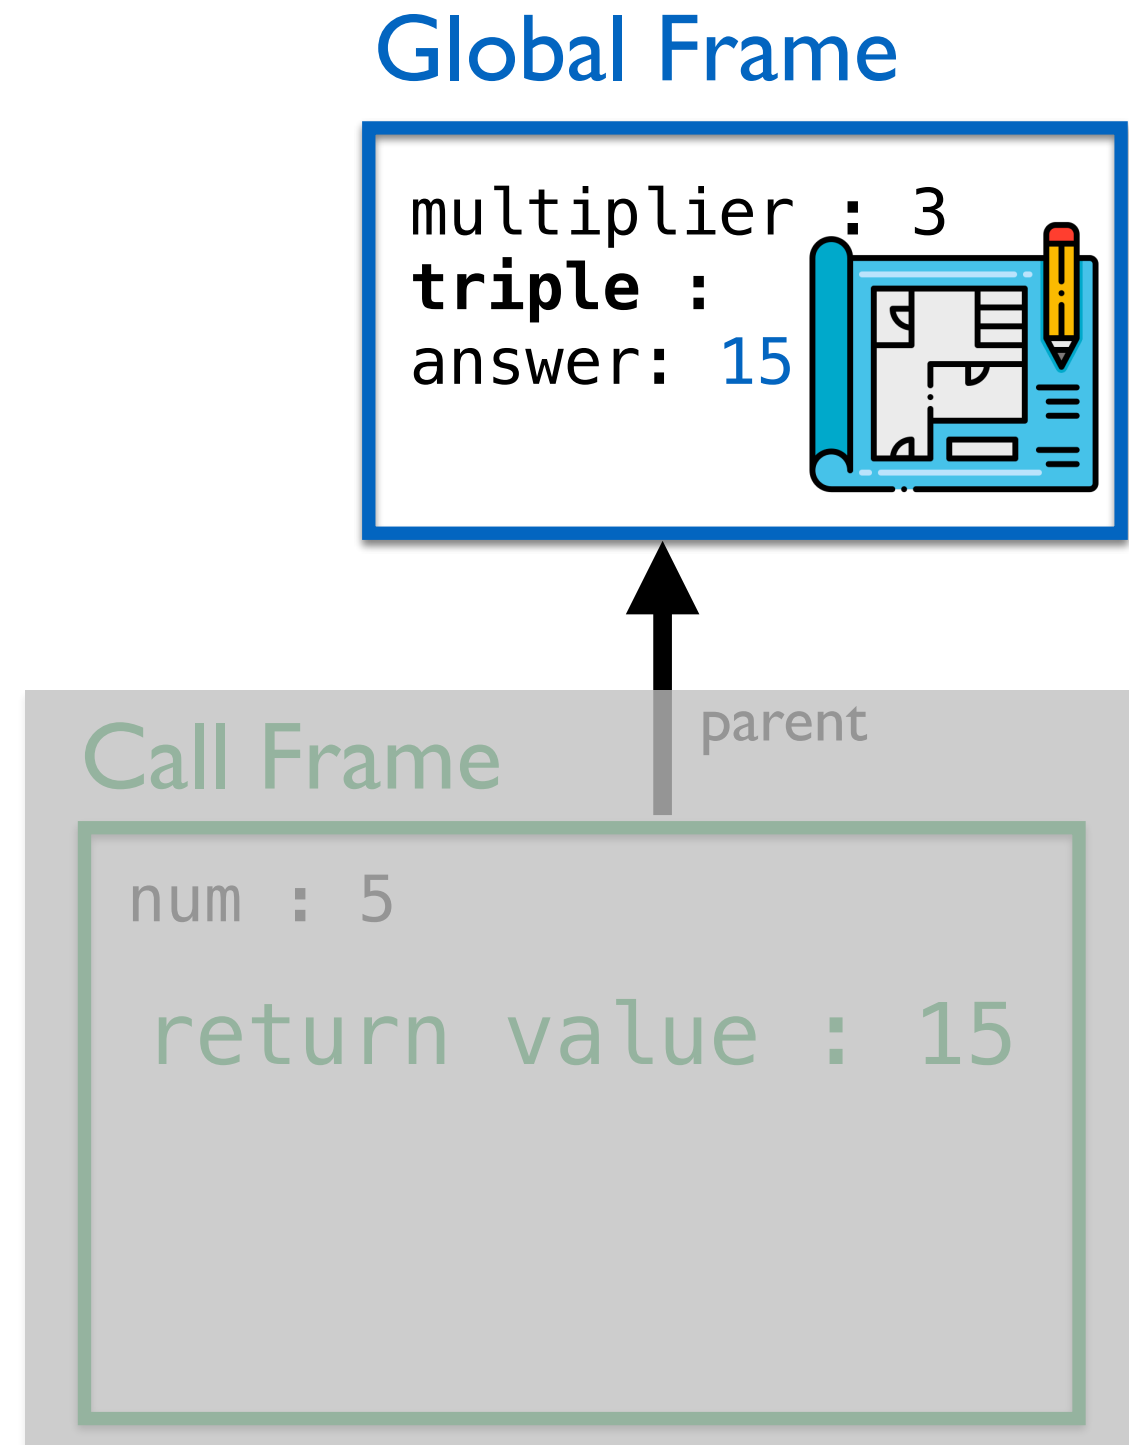 Global Frame
multiplier : 3
triple :
answer: 15
parent
Call Frame
num : 5
return value : 15